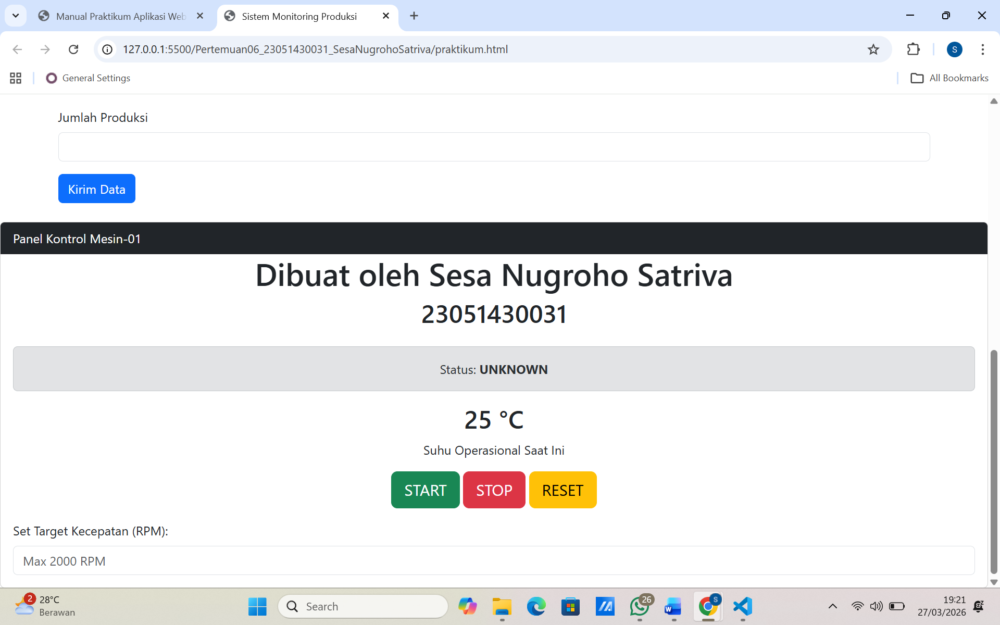 Manual Praktikum Aplikasi Web
Sistem Monitoring Produksi
127.0.0.1:5500/Pertemuan06_23051430031_SesaNugrohoSatriva/praktikum.html
S
General Settings
All Bookmarks
Jumlah Produksi
Kirim Data
Panel Kontrol Mesin-01
Dibuat oleh Sesa Nugroho Satriva
23051430031
Status: UNKNOWN
25 °C
Suhu Operasional Saat Ini
START STOP RESET
Set Target Kecepatan (RPM):
Max 2000 RPM
2
28°C
Berawan
Search
26
S
19:21
27/03/2026